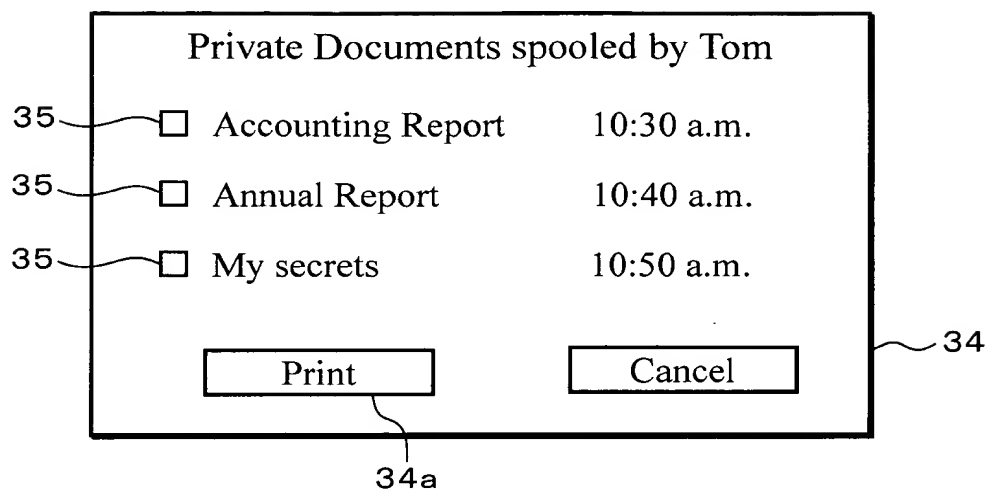 Private Documents spooled by Tom
35 Accounting Report 10:30 a.m.
35 Annual Report 10:40 a.m.
35 My secrets 10:50 a.m.
34
Print Cancel
34a